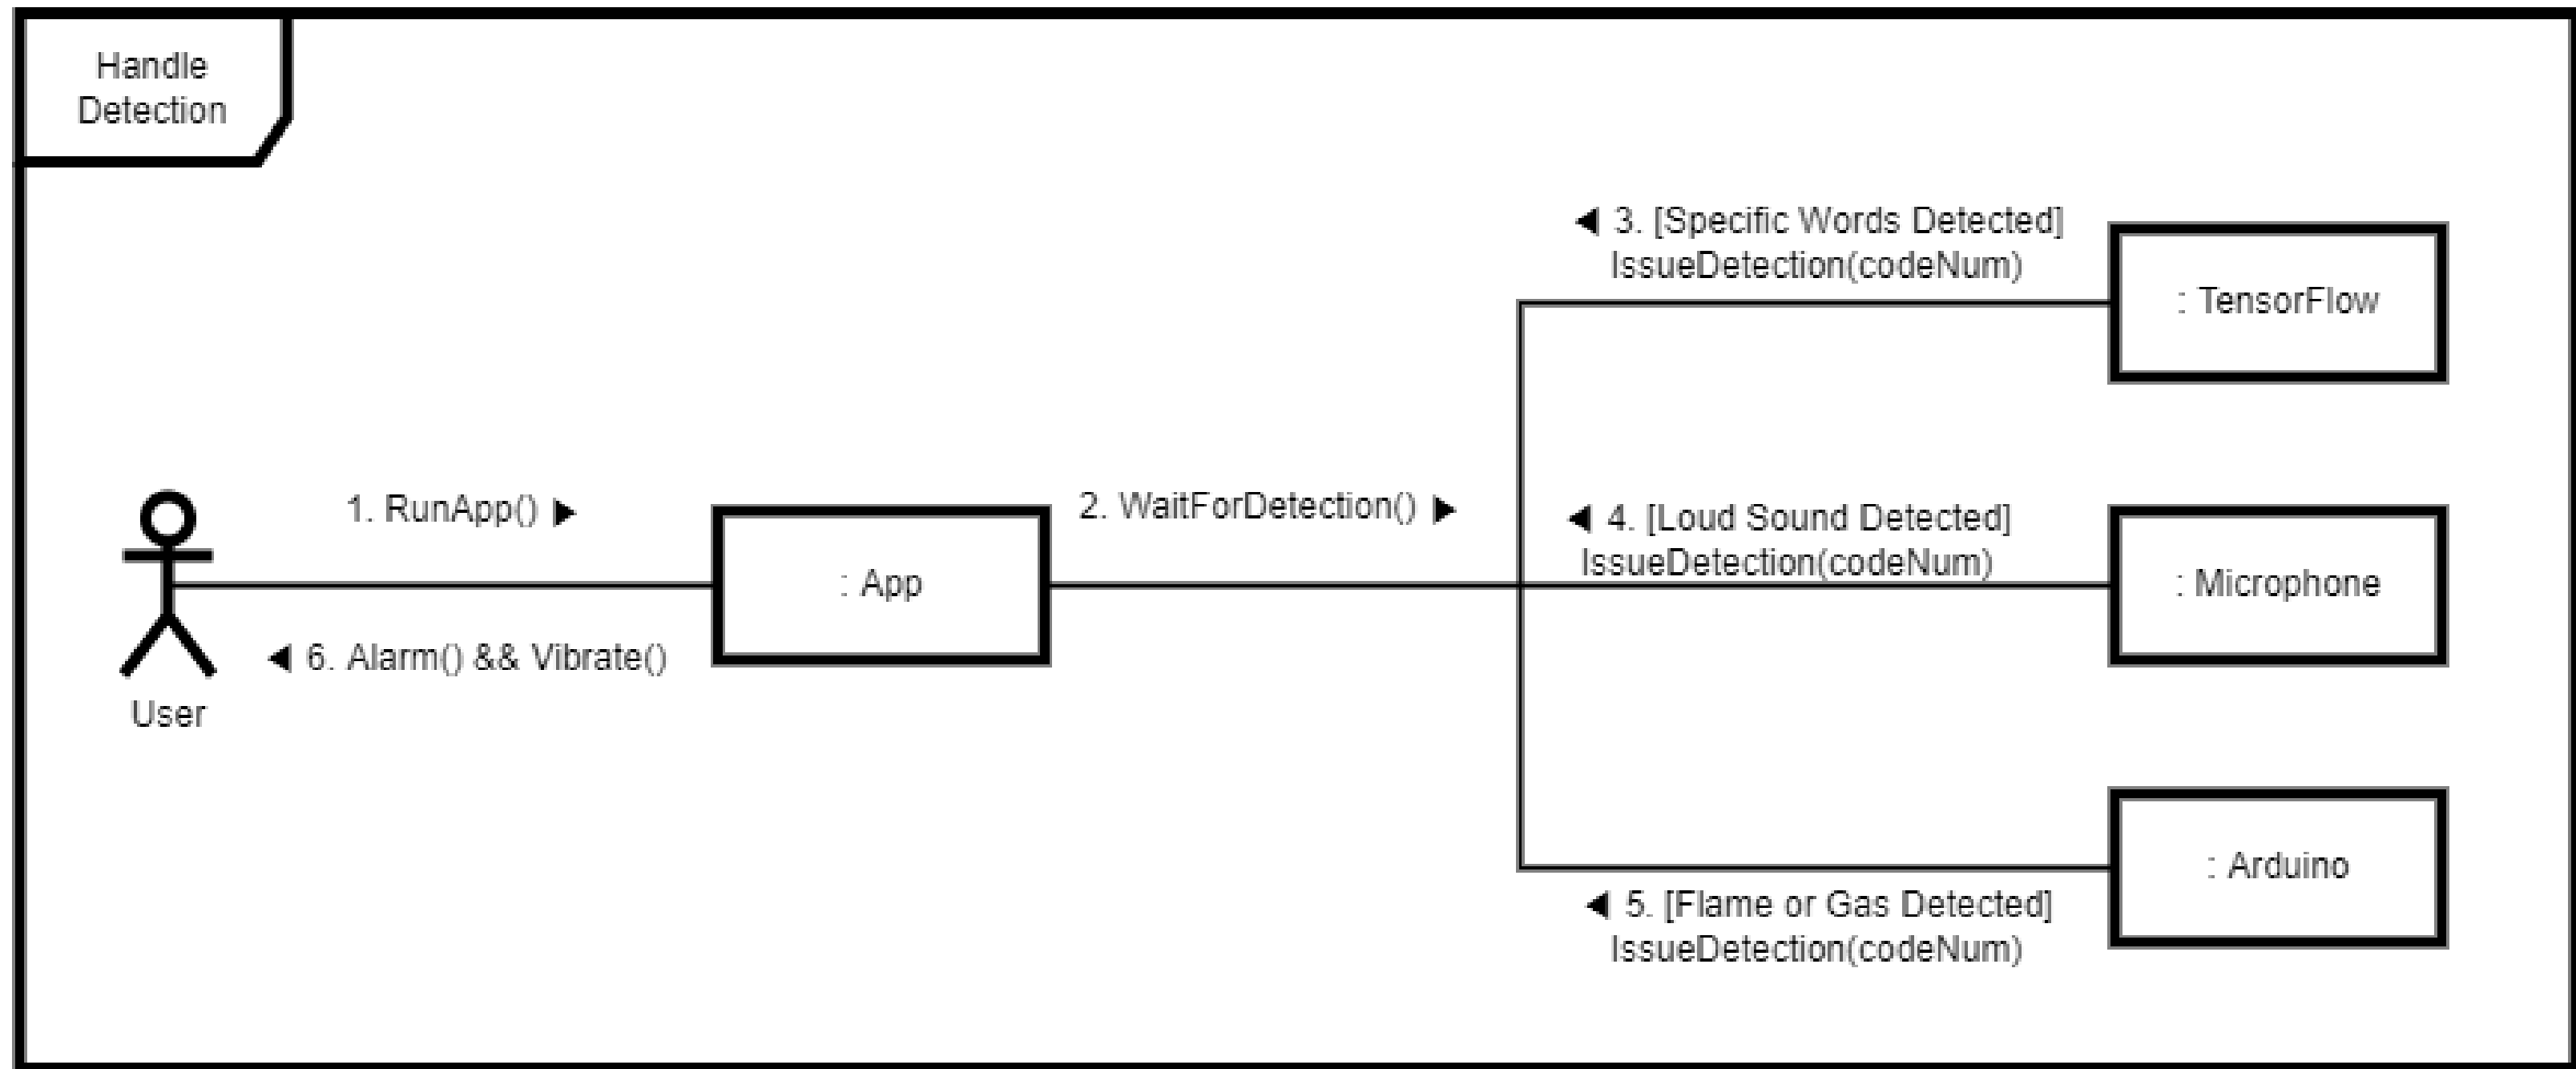 Handle
Detection
◀ 3. [Specific Words Detected]
IssueDetection(codeNum)
: TensorFlow
1. RunApp() ▶
2. WaitForDetection() ▶
◀ 4. [Loud Sound Detected]
IssueDetection(codeNum)
: App
: Microphone
◀ 6. Alarm() && Vibrate()
User
: Arduino
◀ 5. [Flame or Gas Detected]
IssueDetection(codeNum)